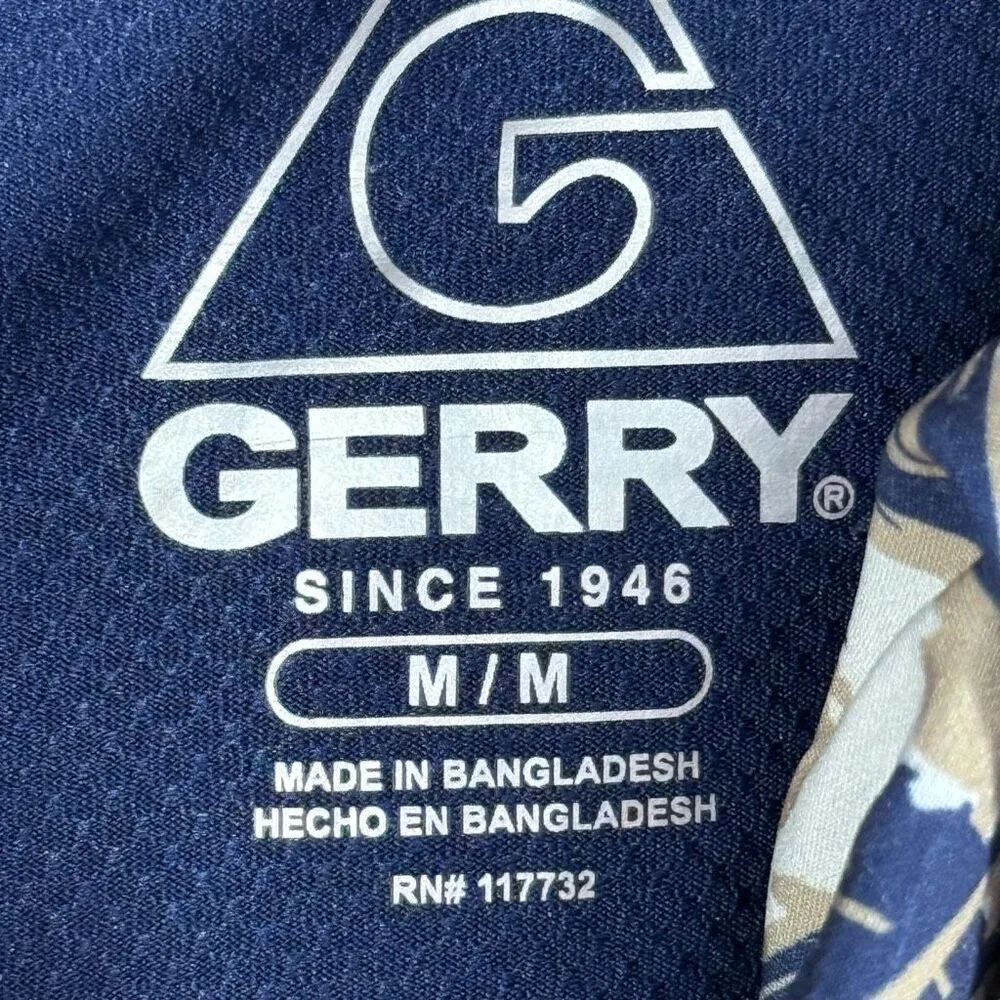 G
GERRY®
SINCE 1946
M / M
MADE IN BANGLADESH
HECHO EN BANGLADESH
RN# 117732